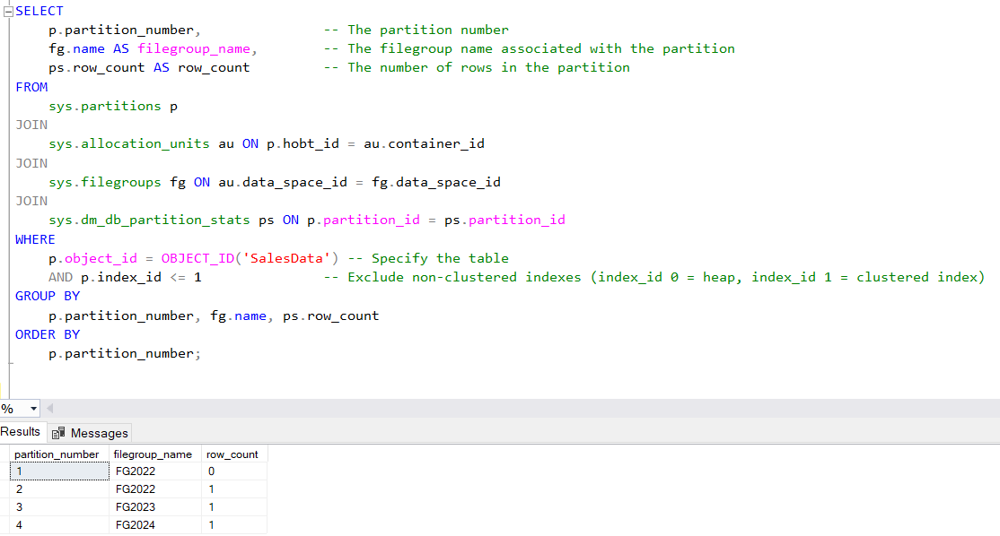 SELECT
p.partition_number, -- The partition number
fg.name AS filegroup_name, -- The filegroup name associated with the partition
ps.row_count AS row_count -- The number of rows in the partition
FROM
sys.partitions p
JOIN
sys.allocation_units au ON p.hobt_id = au.container_id
JOIN
sys.filegroups fg ON au.data_space_id = fg.data_space_id
JOIN
sys.dm_db_partition_stats ps ON p.partition_id = ps.partition_id
WHERE
p.object_id = OBJECT_ID('SalesData') -- Specify the table
AND p.index_id <= 1 -- Exclude non-clustered indexes (index_id 0 = heap, index_id 1 = clustered index)
GROUP BY
p.partition_number, fg.name, ps.row_count
ORDER BY
p.partition_number;
%
Results Messages
partition_number filegroup_name row_count
1 FG2022 0
2 FG2022 1
3 FG2023 1
4 FG2024 1